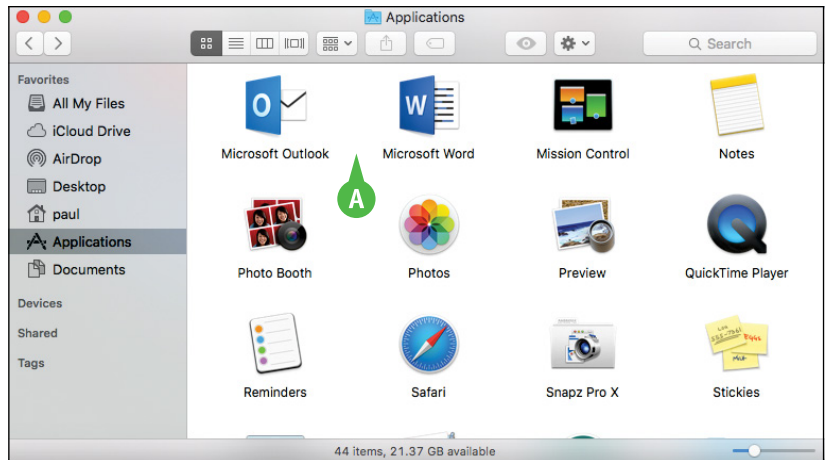 Applications
Search
Favorites
All My Files
iCloud Drive
AirDrop
Desktop
paul
Applications
Documents
Devices
Shared
Tags
Microsoft Outlook
Microsoft Word
Mission Control
Notes
A
Photo Booth
Photos
Preview
QuickTime Player
Reminders
Safari
Snapz Pro X
Stickies
44 items, 21.37 GB available